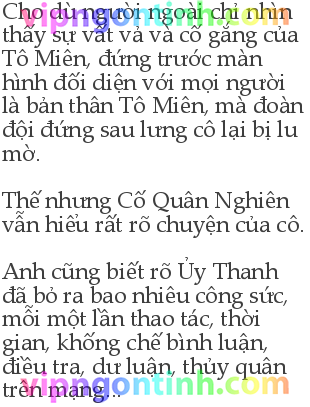 Cho dù người ngoài chỉ nhìn
thấy sự vất vả và cố gắng của
Tô Miên, đứng trước màn
hình đối diện với mọi người
là bản thân Tô Miên, mà đoàn
đội đứng sau lưng cô lại bị lu
mờ.
Thế nhưng Cố Quân Nghiên
vẫn hiểu rất rõ chuyện của cô.
Anh cũng biết rõ Ủy Thanh
đã bỏ ra bao nhiêu công sức,
mỗi một lần thao tác, thời
gian, khống chế bình luận,
điều tra, dư luận, thủy quân
trên mạng...
vipngontinh.com
vipngontinh.com